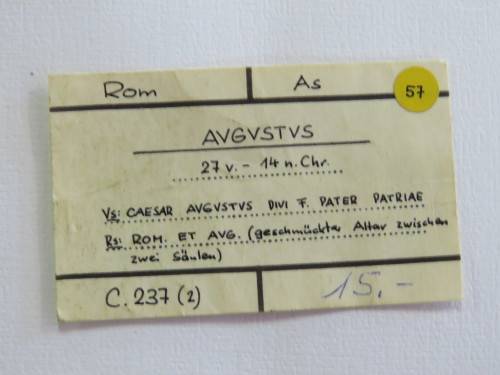 Rom As 57
AVGVSTVS
27 v. - 14 n. Chr.
Vs: CAESAR AVGVSTVS DIVI F. PATER PATRIAE
Rs: ROM. ET AVG. (geschmückter Altar zwischen
zwei Säulen)
C. 237 (2) 15.-